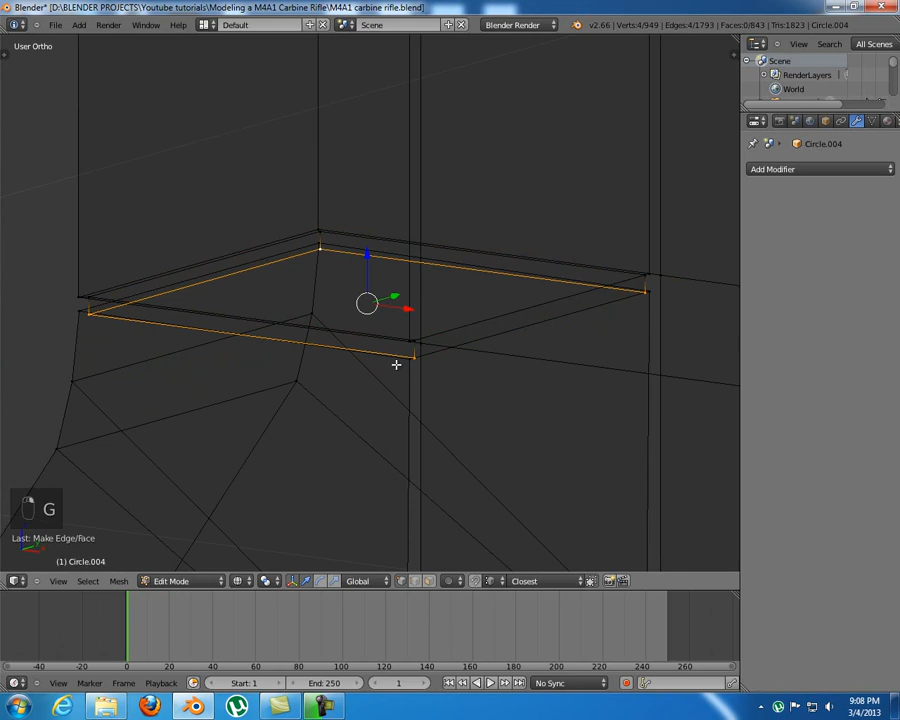 Blender* [D:\BLENDER PROJECTS\Youtube tutorials\Modeling a M4A1 Carbine Rifle\M4A1 carbine rifle.blend]
File Add Render Window Help Default Scene Blender Render v2.66 | Verts:4/949 | Edges:4/1793 | Faces:0/843 | Tris:1823 | Circle.004
User Ortho
View Search All Scenes
Scene
RenderLayers
World
Circle.004
Add Modifier
G
Last: Make Edge/Face
(1) Circle.004
View Select Mesh Edit Mode Global Closest
-40 -20 0 20 40 60 80 100 120 140 160 180 200 220 240 260
View Marker Frame Playback Start: 1 End: 250 1 No Sync
9:08 PM
3/4/2013